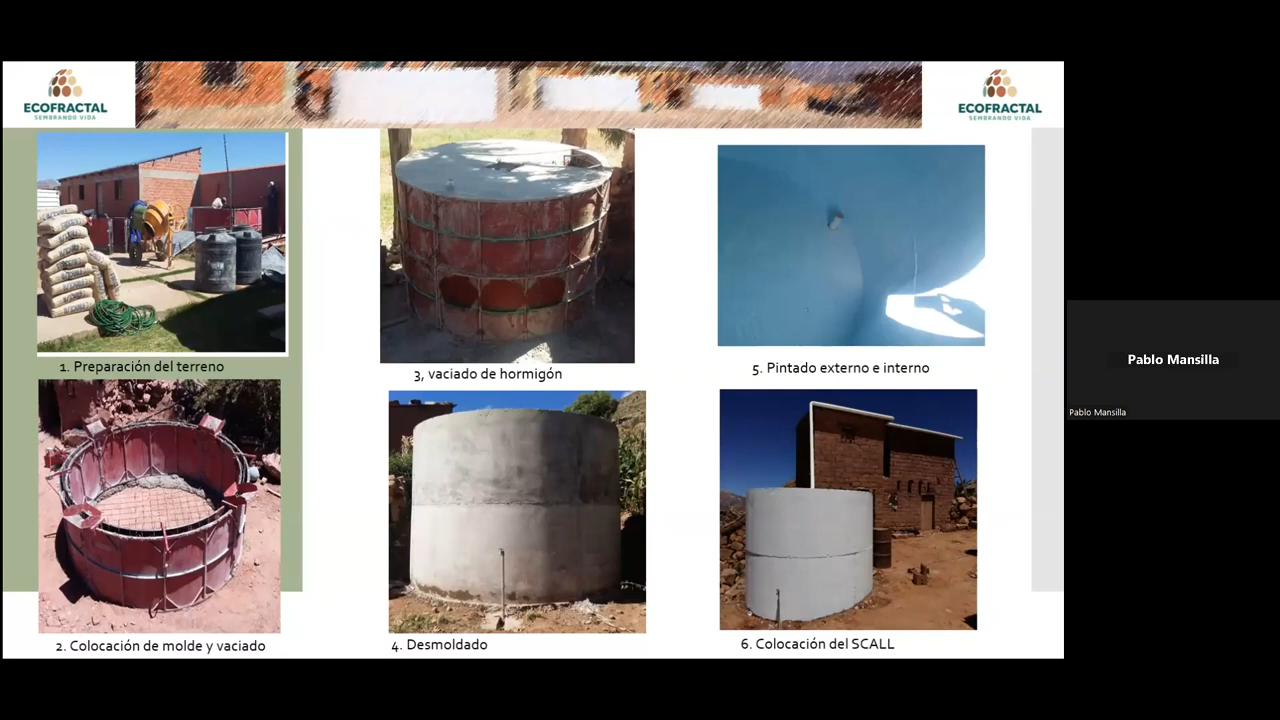 ECOFRACTAL
SEMBRANDO VIDA
ECOFRACTAL
SEMBRANDO VIDA
1. Preparación del terreno
3, vaciado de hormigón
5. Pintado externo e interno
2. Colocación de molde y vaciado
4. Desmoldado
6. Colocación del SCALL
Pablo Mansilla
Pablo Mansilla